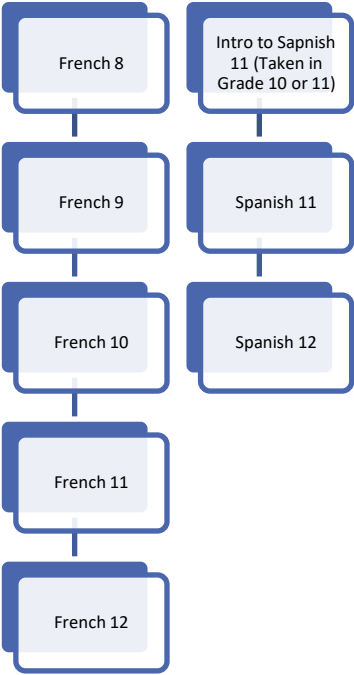 French 8
French 9
French 10
French 11
French 12
Intro to Sapnish
11 (Taken in
Grade 10 or 11)
Spanish 11
Spanish 12